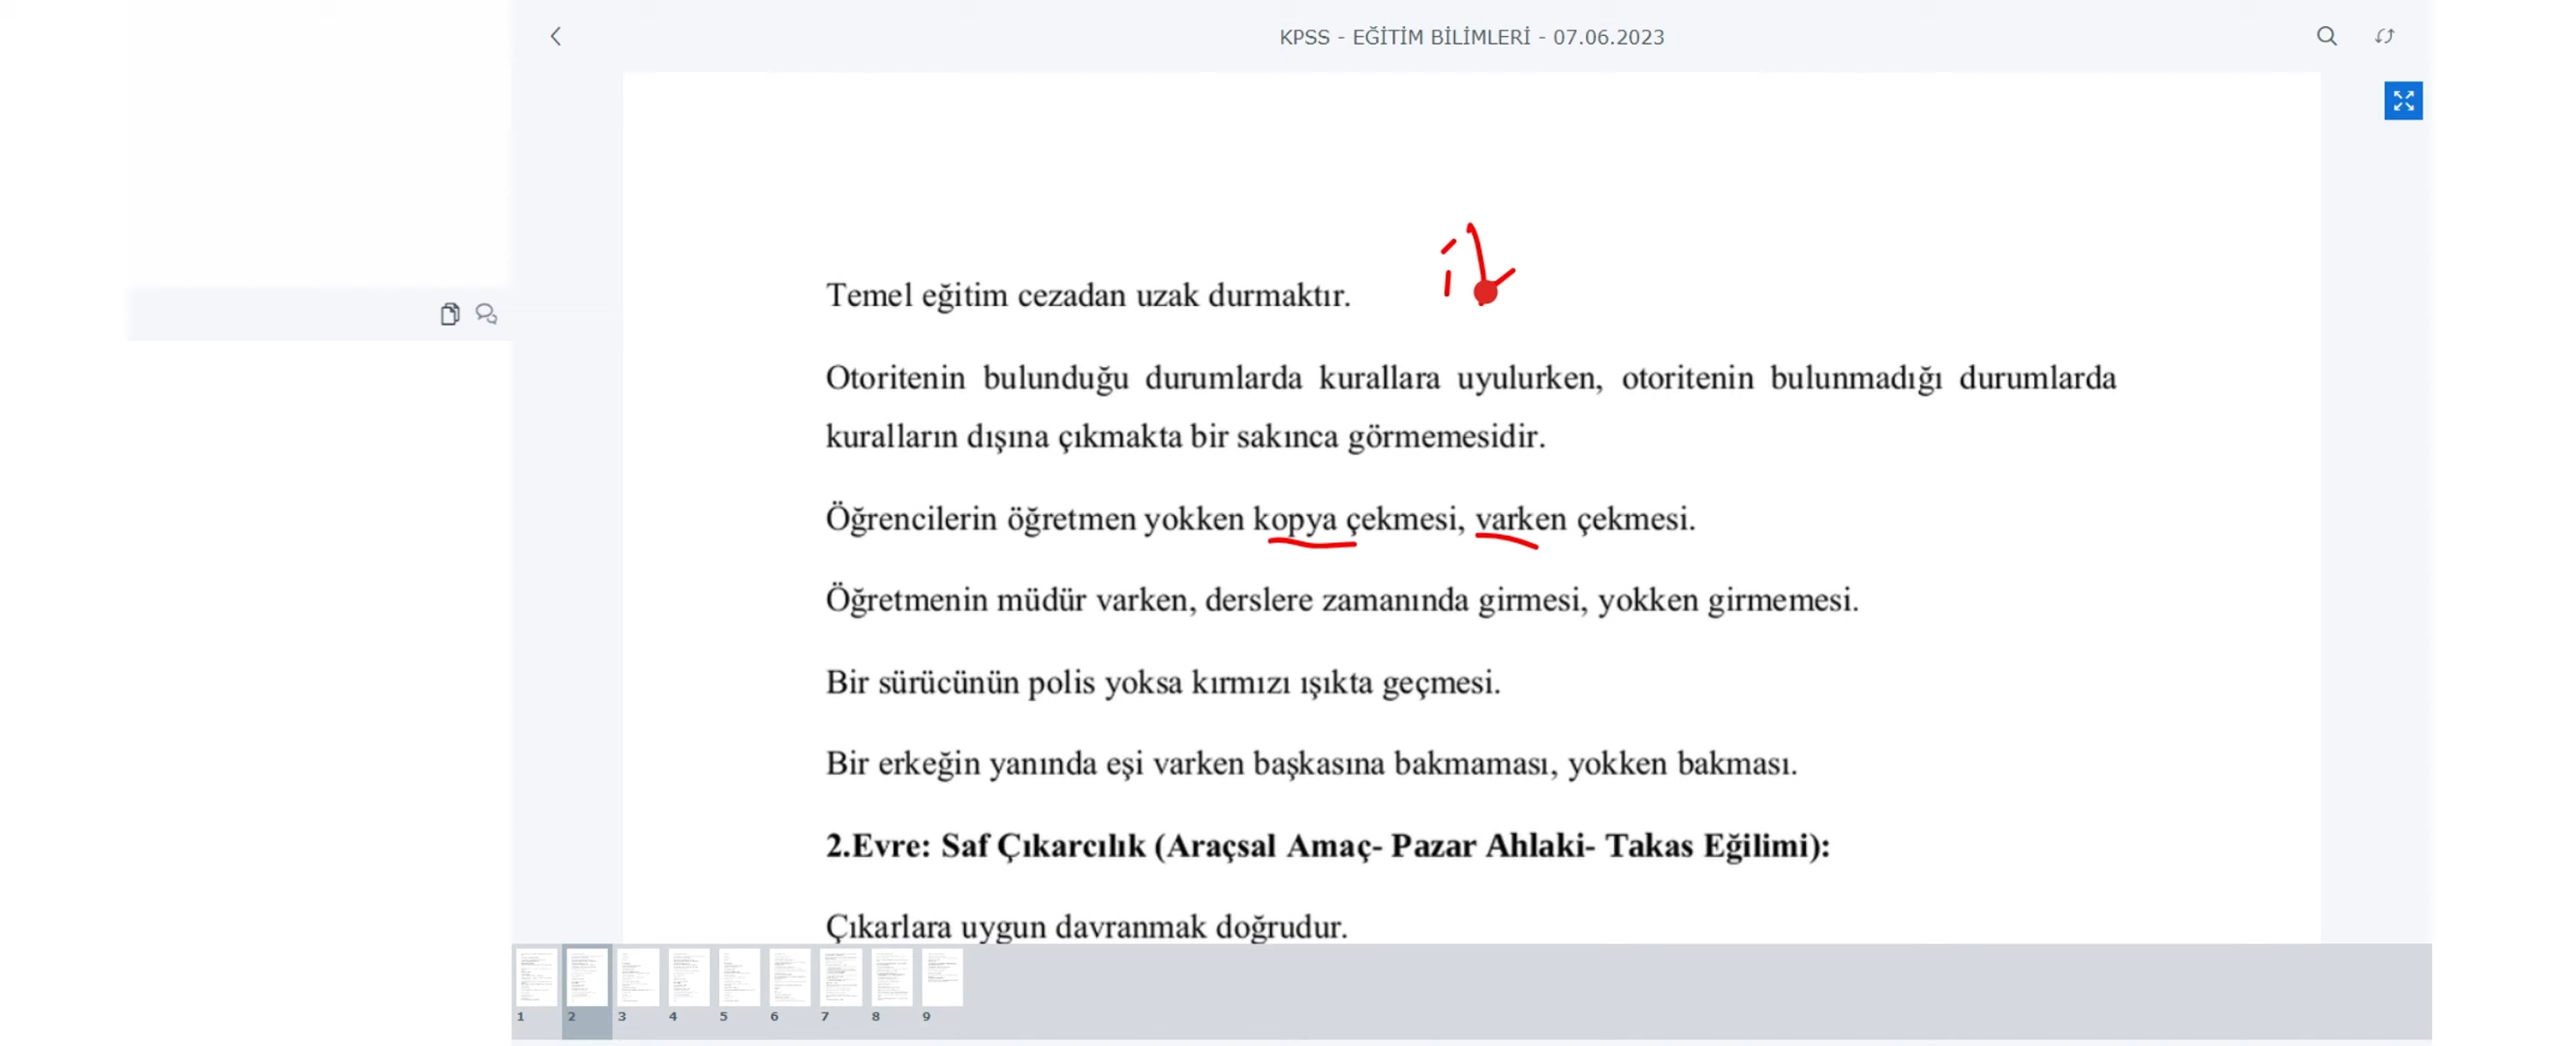 KPSS - EĞİTİM BİLİMLERİ - 07.06.2023
Temel eğitim cezadan uzak durmaktır.
Otoritenin bulunduğu durumlarda kurallara uyulurken, otoritenin bulunmadığı durumlarda
kuralların dışına çıkmakta bir sakınca görmemesidir.
Öğrencilerin öğretmen yokken kopya çekmesi, varken çekmesi.
Öğretmenin müdür varken, derslere zamanında girmesi, yokken girmemesi.
Bir sürücünün polis yoksa kırmızı ışıkta geçmesi.
Bir erkeğin yanında eşi varken başkasına bakmaması, yokken bakması.
2.Evre: Saf Çıkarcılık (Araçsal Amaç- Pazar Ahlaki- Takas Eğilimi):
Çıkarlara uygun davranmak doğrudur.
1 2 3 4 5 6 7 8 9